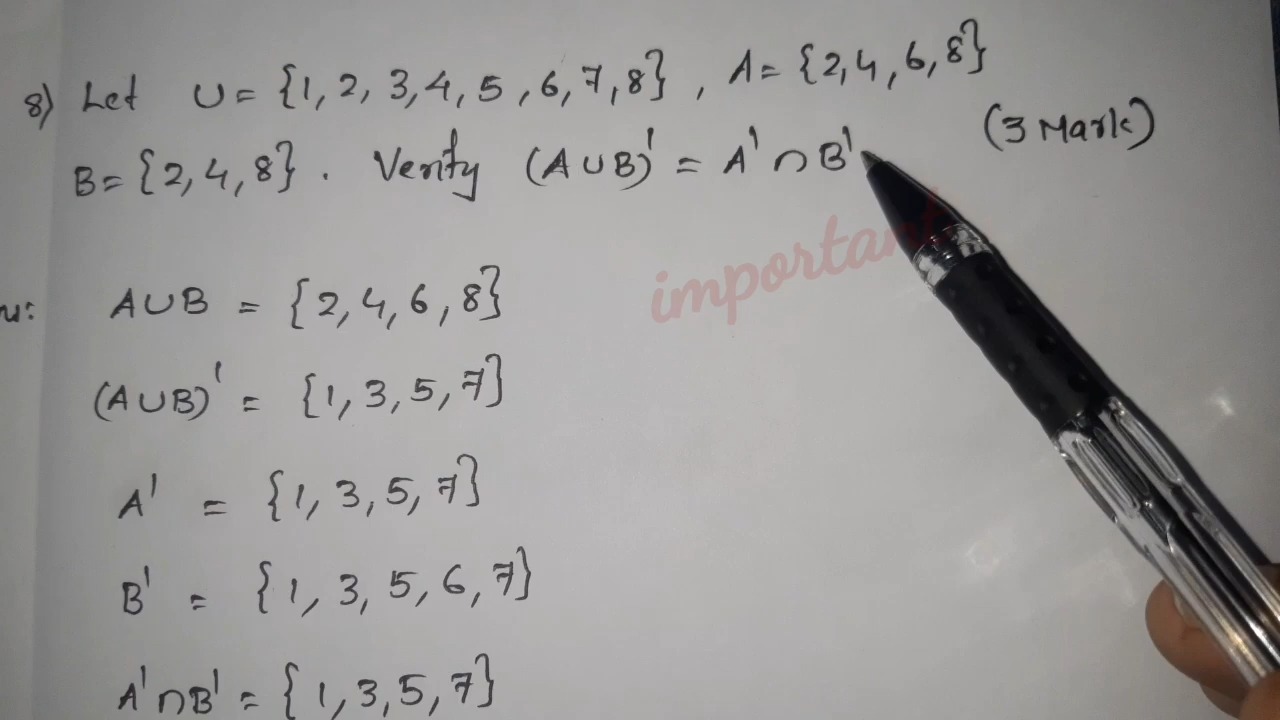 8) Let U = {1, 2, 3, 4, 5, 6, 7, 8}, A = {2, 4, 6, 8}
B = {2, 4, 8}. Verify (A ∪ B)' = A' ∩ B' (3 Mark)
important
A∪B = {2, 4, 6, 8}
(A∪B)' = {1, 3, 5, 7}
A' = {1, 3, 5, 7}
B' = {1, 3, 5, 6, 7}
A'∩B' = {1, 3, 5, 7}